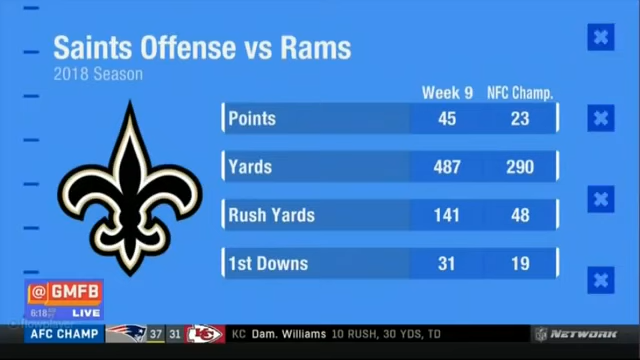 Saints Offense vs Rams
2018 Season
Week 9 NFC Champ.
Points 45 23
Yards 487 290
Rush Yards 141 48
1st Downs 31 19
@GMFB
LIVE
AFC CHAMP 37 31 KC Dam. Williams 10 RUSH, 30 YDS, TD NFL NETWORK